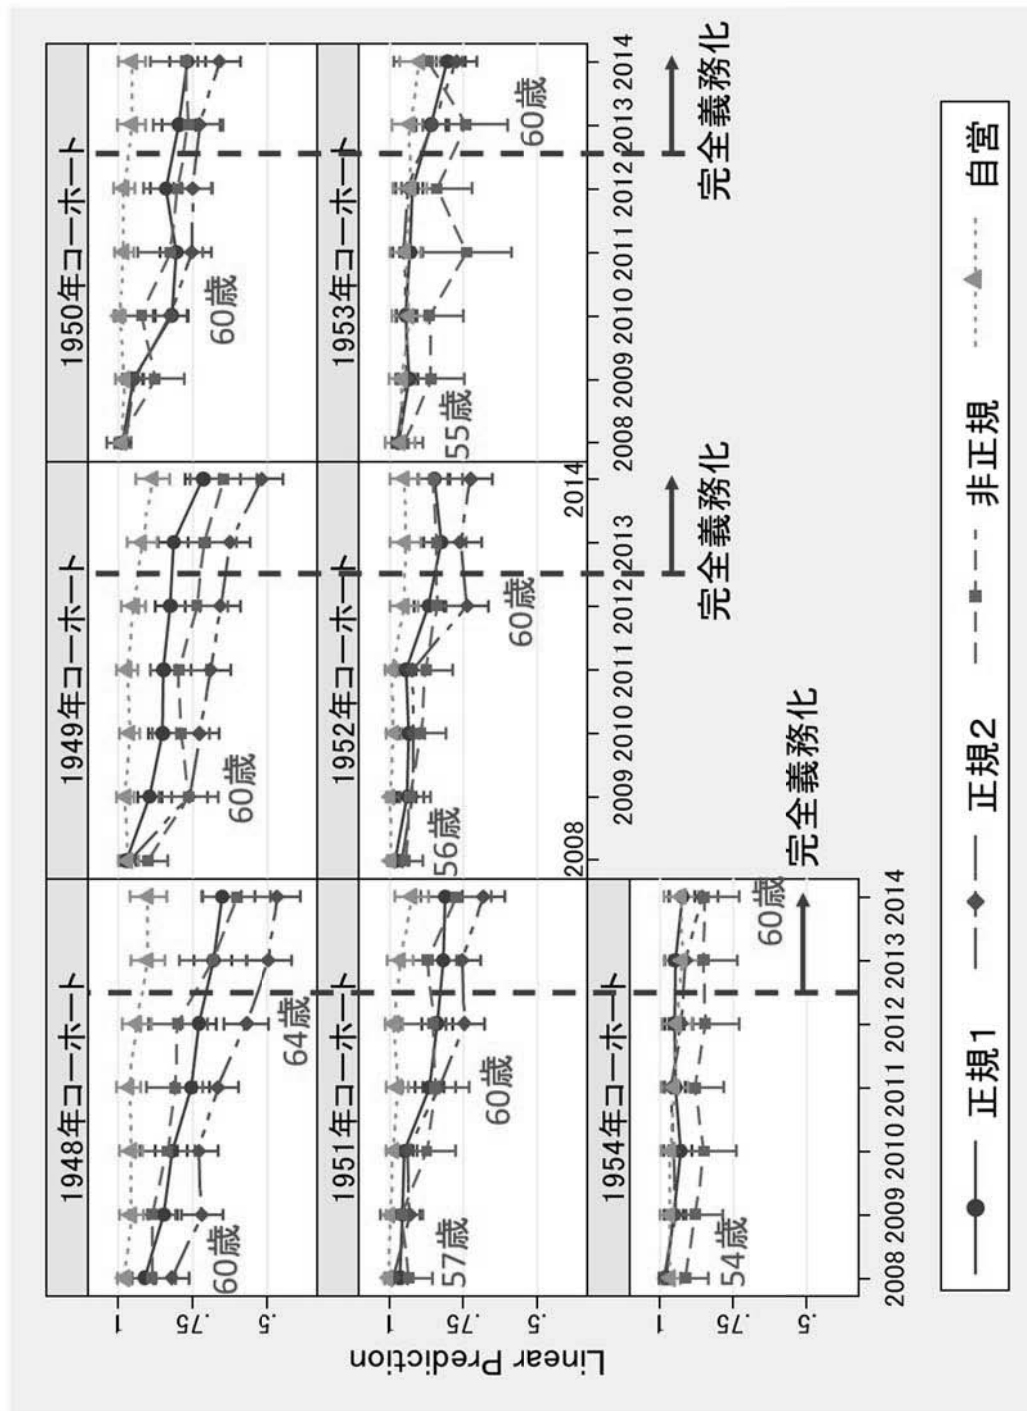 1948年コーホート
1949年コーホート
1950年コーホート
1
.75
.5
60歳
64歳
60歳
60歳
1951年コーホート
1952年コーホート
1953年コーホート
1
.75
.5
57歳
60歳
56歳
60歳
55歳
60歳
2008
2009 2010 2011 2012 2013
2014
2008 2009 2010 2011 2012 2013 2014
完全義務化
完全義務化
1954年コーホート
1
.75
.5
54歳
60歳
完全義務化
2008 2009 2010 2011 2012 2013 2014
Linear Prediction
正規1
正規2
非正規
自営